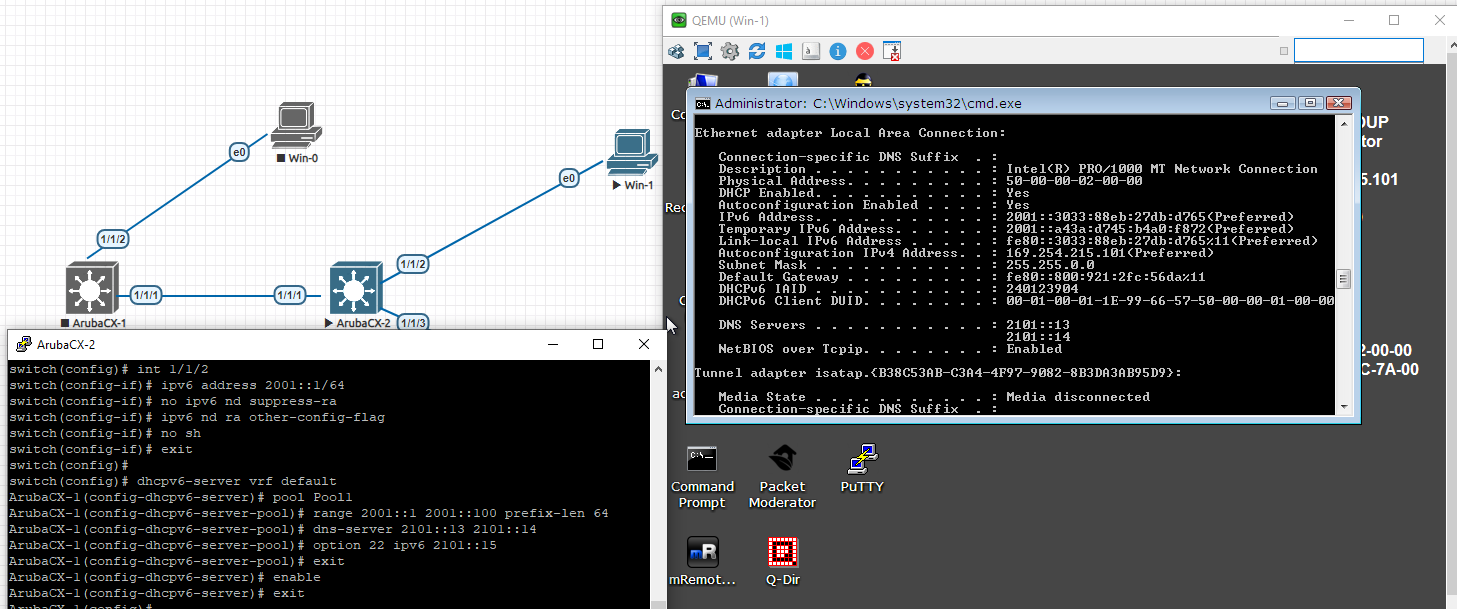 QEMU (Win-1)
Administrator: C:\Windows\system32\cmd.exe
Ethernet adapter Local Area Connection:
Connection-specific DNS Suffix . :
Description . . . . . . . . . . . : Intel(R) PRO/1000 MT Network Connection
Physical Address. . . . . . . . . : 50-00-00-02-00-00
DHCP Enabled. . . . . . . . . . . : Yes
Autoconfiguration Enabled . . . . : Yes
IPv6 Address. . . . . . . . . . . : 2001::3033:88eb:27db:d765(Preferred)
Temporary IPv6 Address. . . . . . : 2001::a43a:d745:b4a0:f872(Preferred)
Link-local IPv6 Address . . . . . : fe80::3033:88eb:27db:d765%11(Preferred)
Autoconfiguration IPv4 Address. . : 169.254.215.101(Preferred)
Subnet Mask . . . . . . . . . . . : 255.255.0.0
Default Gateway . . . . . . . . . : fe80::800:921:2fc:56da%11
DHCPv6 IAID . . . . . . . . . . . : 240123904
DHCPv6 Client DUID. . . . . . . . : 00-01-00-01-1E-99-66-57-50-00-00-01-00-00
DNS Servers . . . . . . . . . . . : 2101::13
2101::14
NetBIOS over Tcpip. . . . . . . . : Enabled
Tunnel adapter isatap.{B38C53AB-C3A4-4F97-9082-8B3DA3AB95D9}:
Media State . . . . . . . . . . . : Media disconnected
Connection-specific DNS Suffix . :
OUP
tor
5.101
2-00-00
C-7A-00
Command Prompt
Packet Moderator
PuTTY
mRemot...
Q-Dir
e0
Win-0
e0
Win-1
1/1/2
1/1/2
1/1/1
1/1/1
ArubaCX-1
ArubaCX-2
1/1/3
ArubaCX-2
switch(config)# int 1/1/2
switch(config-if)# ipv6 address 2001::1/64
switch(config-if)# no ipv6 nd suppress-ra
switch(config-if)# ipv6 nd ra other-config-flag
switch(config-if)# no sh
switch(config-if)# exit
switch(config)#
switch(config)# dhcpv6-server vrf default
ArubaCX-1(config-dhcpv6-server)# pool Pool1
ArubaCX-1(config-dhcpv6-server-pool)# range 2001::1 2001::100 prefix-len 64
ArubaCX-1(config-dhcpv6-server-pool)# dns-server 2101::13 2101::14
ArubaCX-1(config-dhcpv6-server-pool)# option 22 ipv6 2101::15
ArubaCX-1(config-dhcpv6-server-pool)# exit
ArubaCX-1(config-dhcpv6-server)# enable
ArubaCX-1(config-dhcpv6-server)# exit
ArubaCX-1(config)#